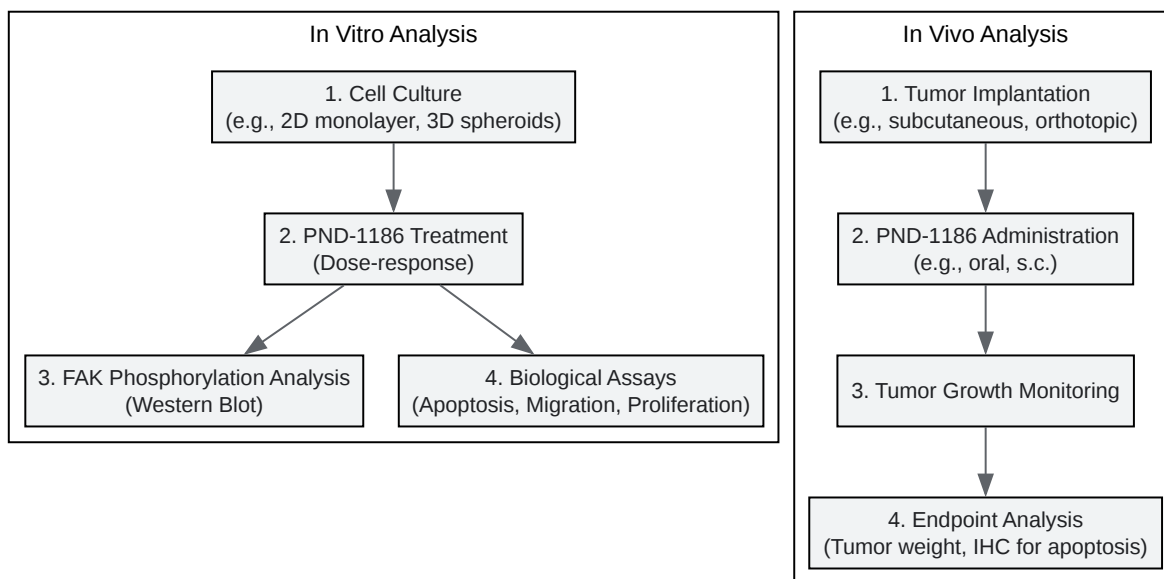 In Vitro Analysis
1. Cell Culture
(e.g., 2D monolayer, 3D spheroids)
2. PND-1186 Treatment
(Dose-response)
3. FAK Phosphorylation Analysis
(Western Blot)
4. Biological Assays
(Apoptosis, Migration, Proliferation)
In Vivo Analysis
1. Tumor Implantation
(e.g., subcutaneous, orthotopic)
2. PND-1186 Administration
(e.g., oral, s.c.)
3. Tumor Growth Monitoring
4. Endpoint Analysis
(Tumor weight, IHC for apoptosis)